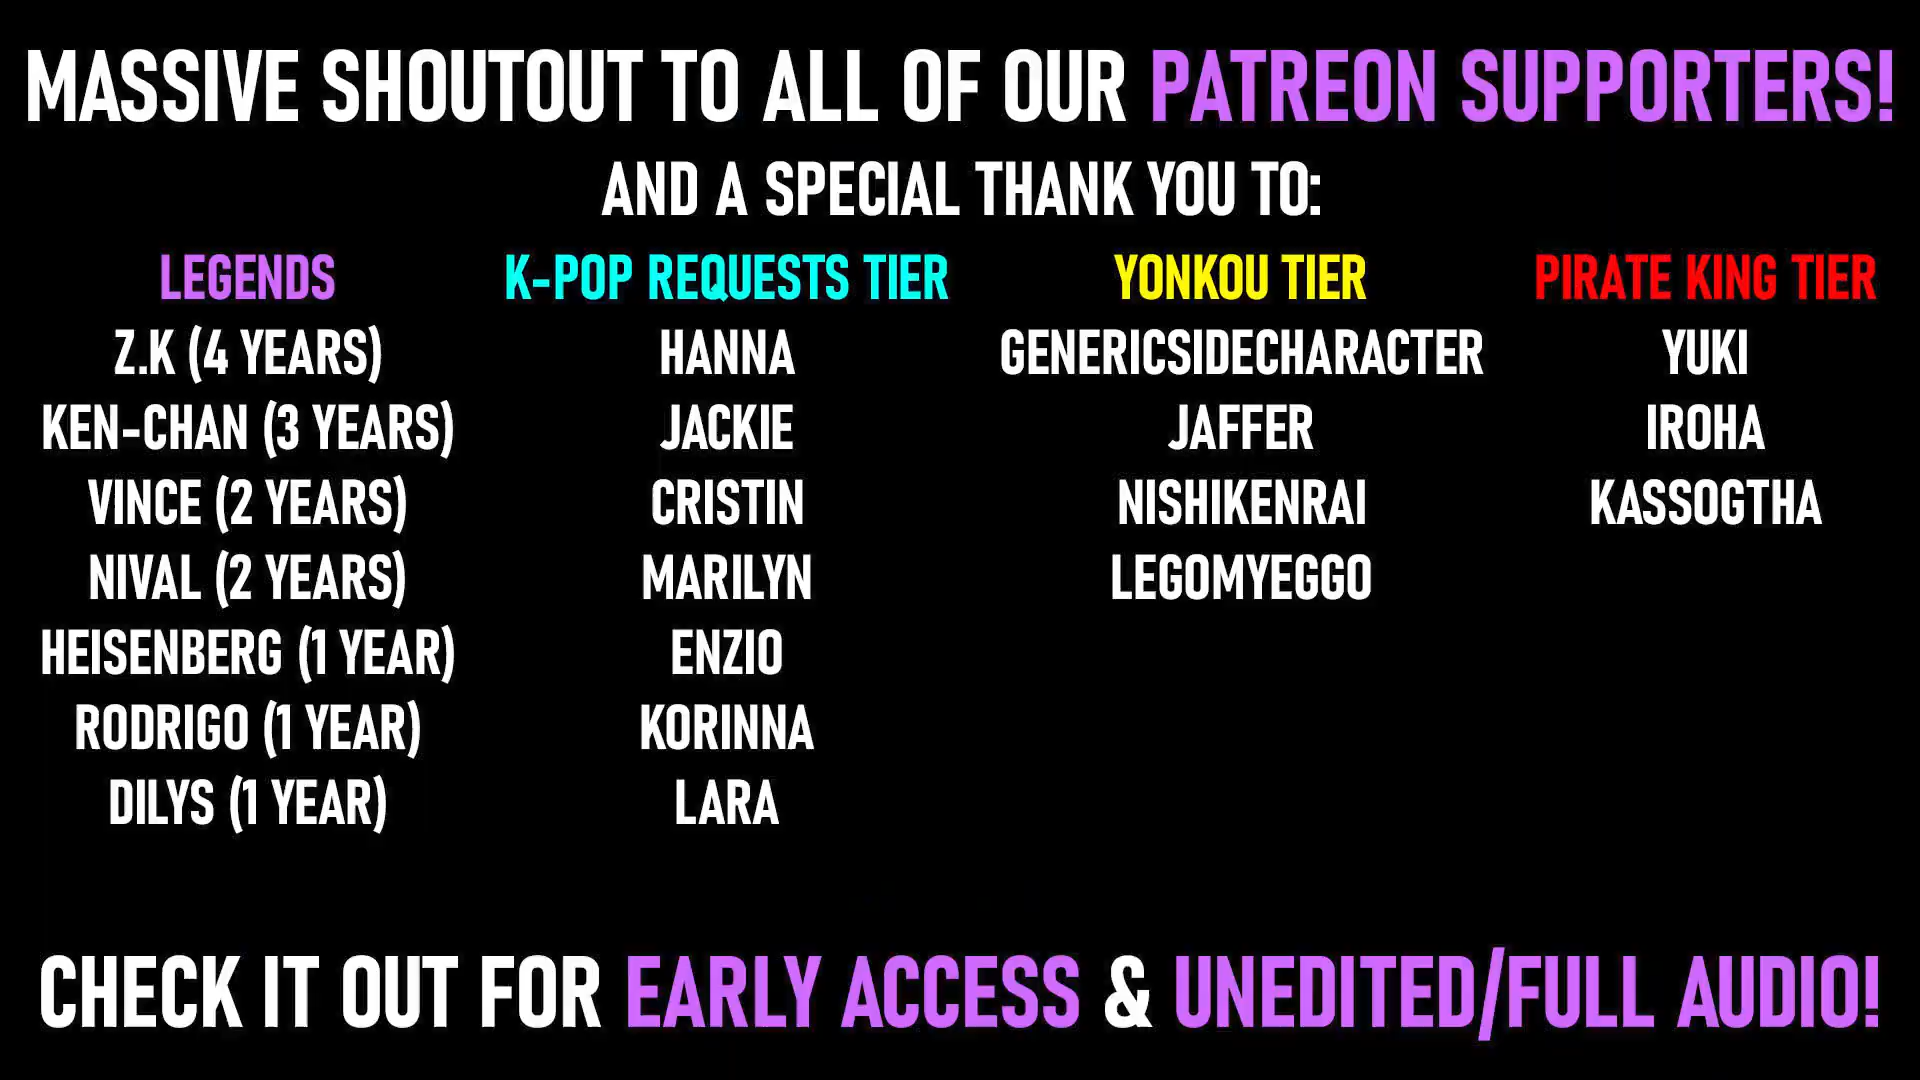 MASSIVE SHOUTOUT TO ALL OF OUR PATREON SUPPORTERS!
AND A SPECIAL THANK YOU TO:
LEGENDS
Z.K (4 YEARS)
KEN-CHAN (3 YEARS)
VINCE (2 YEARS)
NIVAL (2 YEARS)
HEISENBERG (1 YEAR)
RODRIGO (1 YEAR)
DILYS (1 YEAR)
K-POP REQUESTS TIER
HANNA
JACKIE
CRISTIN
MARILYN
ENZIO
KORINNA
LARA
YONKOU TIER
GENERICSIDECHARACTER
JAFFER
NISHIKENRAI
LEGOMYEGGO
PIRATE KING TIER
YUKI
IROHA
KASSOGTHA
CHECK IT OUT FOR EARLY ACCESS & UNEDITED/FULL AUDIO!